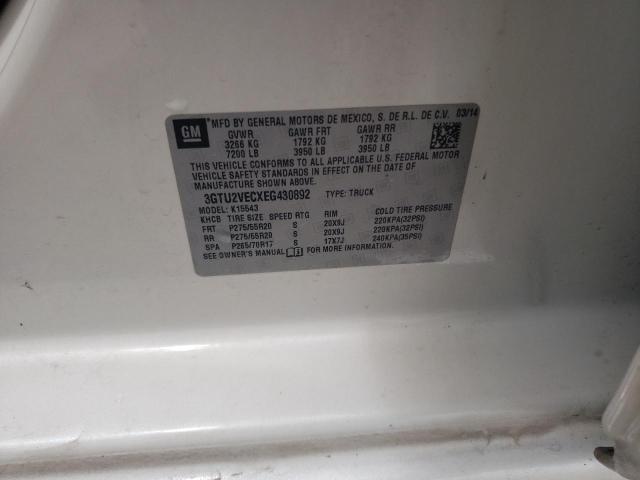 GM
*MFD BY GENERAL MOTORS DE MEXICO, S. DE R.L. DE C.V. 03/14
GVWR GAWR FRT GAWR RR
3266 KG 1792 KG 1792 KG
7200 LB 3950 LB 3950 LB
THIS VEHICLE CONFORMS TO ALL APPLICABLE U.S. FEDERAL MOTOR
VEHICLE SAFETY STANDARDS IN EFFECT ON THE DATE OF
MANUFACTURE SHOWN ABOVE.
3GTU2VECXEG430892 TYPE: TRUCK
MODEL: K15543
KHCB TIRE SIZE SPEED RTG RIM COLD TIRE PRESSURE
FRT P275/55R20 S 20X9J 220KPA(32PSI)
RR P275/55R20 S 20X9J 220KPA(32PSI)
SPA P265/70R17 S 17X7J 240KPA(35PSI)
SEE OWNER'S MANUAL FOR MORE INFORMATION.